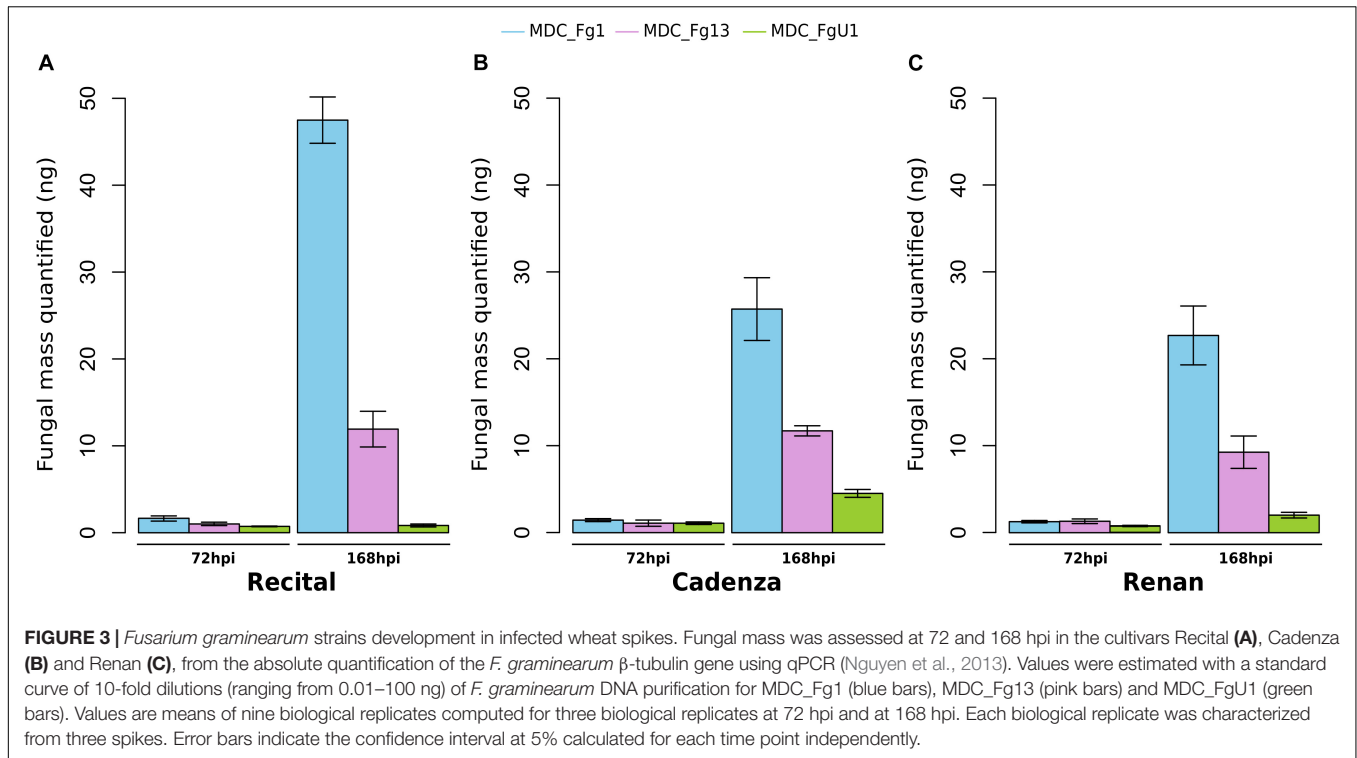 MDC_Fg1 MDC_Fg13 MDC_FgU1
A
Fungal mass quantified (ng)
50
40
30
20
10
0
72hpi 168hpi
Recital
B
Fungal mass quantified (ng)
50
40
30
20
10
0
72hpi 168hpi
Cadenza
C
Fungal mass quantified (ng)
50
40
30
20
10
0
72hpi 168hpi
Renan
FIGURE 3 | Fusarium graminearum strains development in infected wheat spikes. Fungal mass was assessed at 72 and 168 hpi in the cultivars Recital (A), Cadenza
(B) and Renan (C), from the absolute quantification of the F. graminearum β-tubulin gene using qPCR (Nguyen et al., 2013). Values were estimated with a standard
curve of 10-fold dilutions (ranging from 0.01–100 ng) of F. graminearum DNA purification for MDC_Fg1 (blue bars), MDC_Fg13 (pink bars) and MDC_FgU1 (green
bars). Values are means of nine biological replicates computed for three biological replicates at 72 hpi and at 168 hpi. Each biological replicate was characterized
from three spikes. Error bars indicate the confidence interval at 5% calculated for each time point independently.